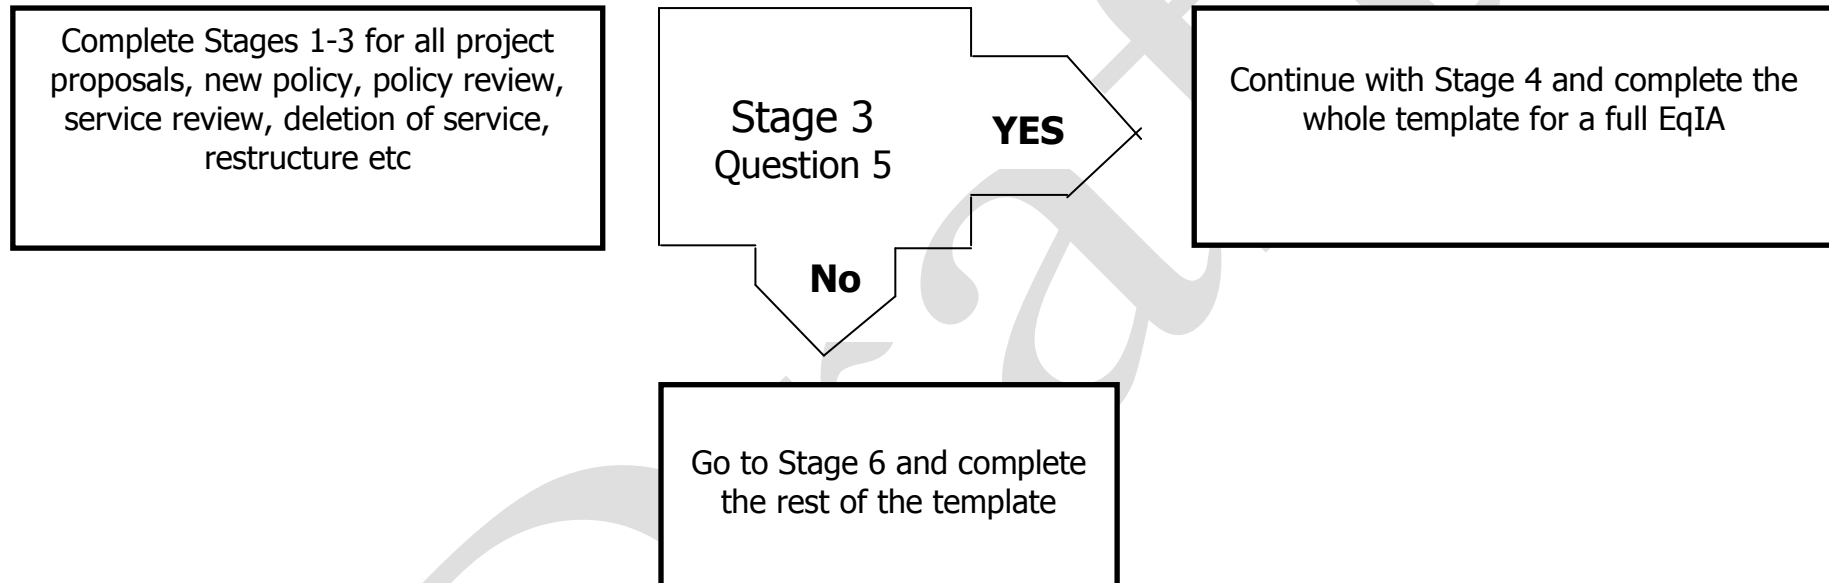 Complete Stages 1-3 for all project
proposals, new policy, policy review,
service review, deletion of service,
restructure etc
Stage 3
Question 5
YES
No
Continue with Stage 4 and complete the
whole template for a full EqIA
Go to Stage 6 and complete
the rest of the template